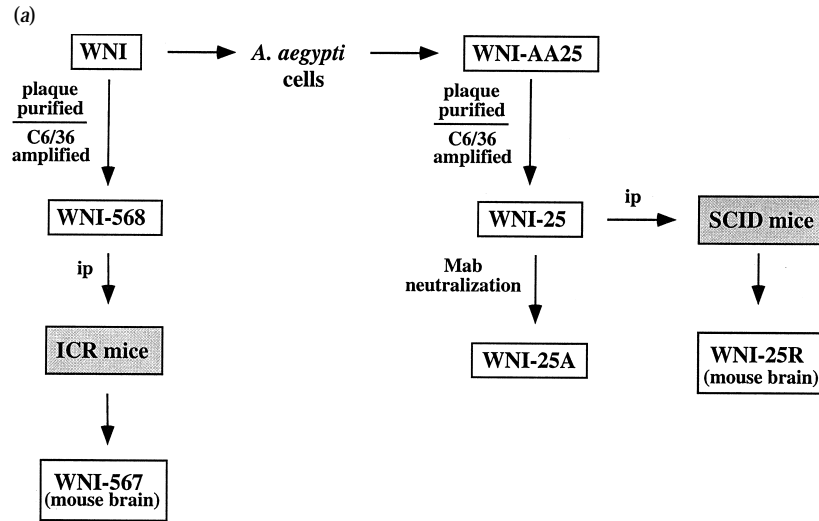 (a)
WNI
A. aegypti
cells
WNI-AA25
plaque
purified
C6/36
amplified
plaque
purified
C6/36
amplified
WNI-568
WNI-25
ip
SCID mice
ip
Mab
neutralization
ICR mice
WNI-25A
WNI-25R
(mouse brain)
WNI-567
(mouse brain)